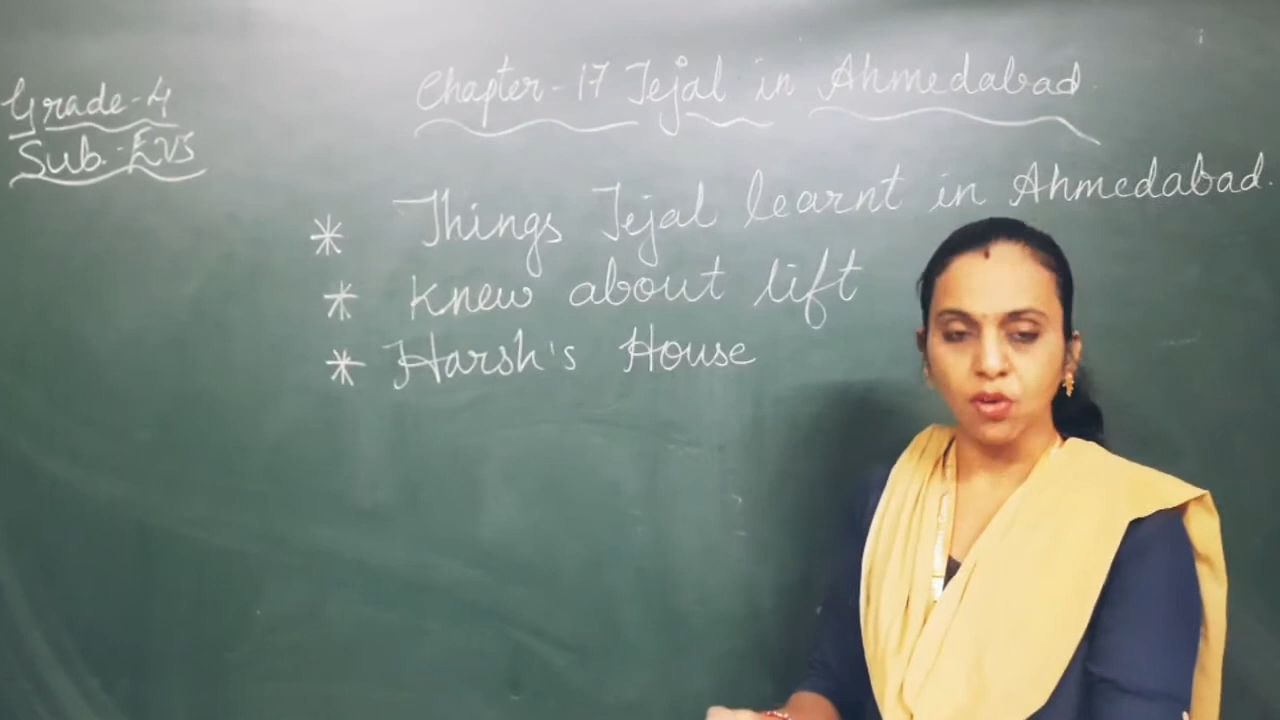 Grade-4
Sub.-EVS
Chapter-17 Tejal in Ahmedabad.
* Things Tejal learnt in Ahmedabad.
* Knew about lift
* Harsh's House